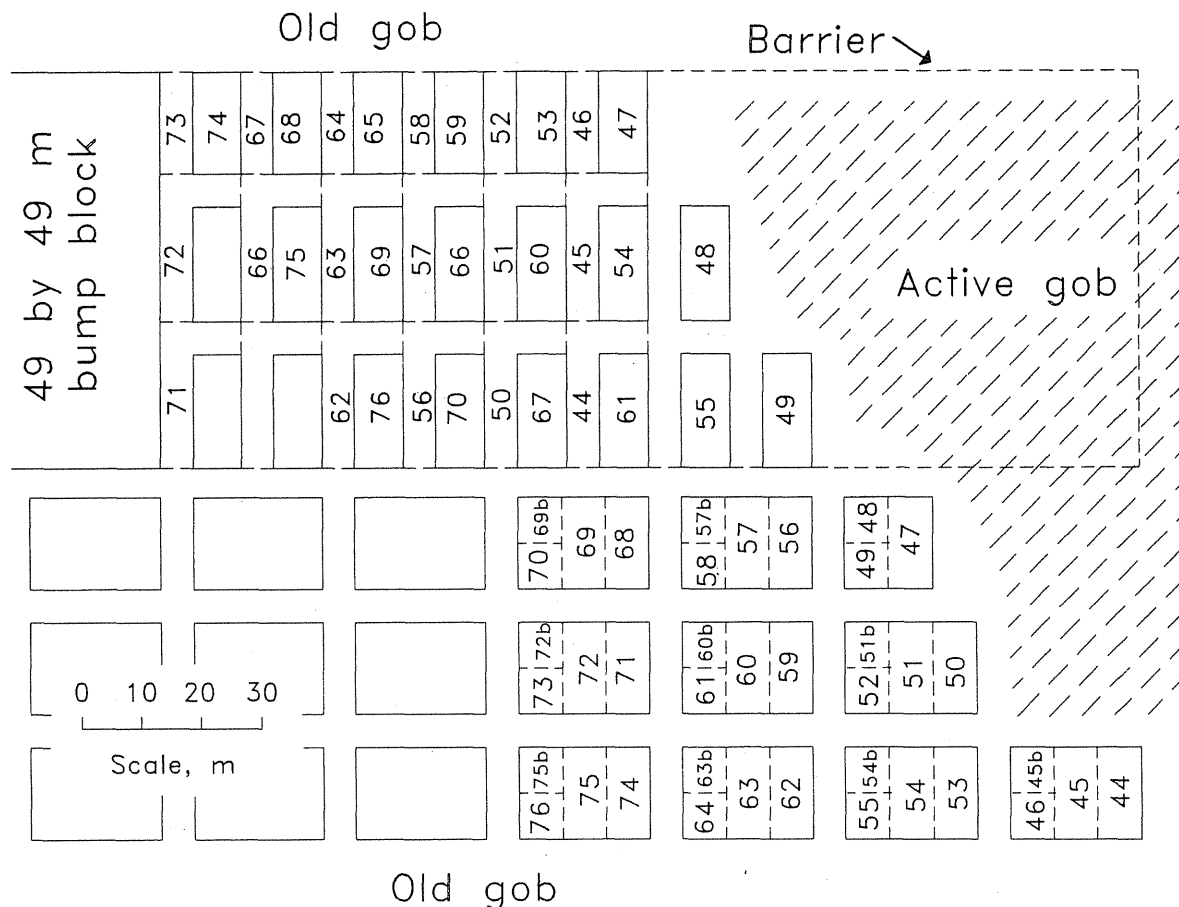 Old gob
Barrier
49 by 49 m
bump block
73 74 67 68 64 65 58 59 52 53 46 47
72 66 75 63 69 57 66 51 60 45 54 48
Active gob
71 62 76 56 70 50 67 44 61 55 49
70 69b 69 68 58 57b 57 56 49 48 47
73 72b 72 71 61 60b 60 59 52 51b 51 50
0 10 20 30
Scale, m
76 75b 75 74 64 63b 63 62 55 54b 54 53 46 45b 45 44
Old gob